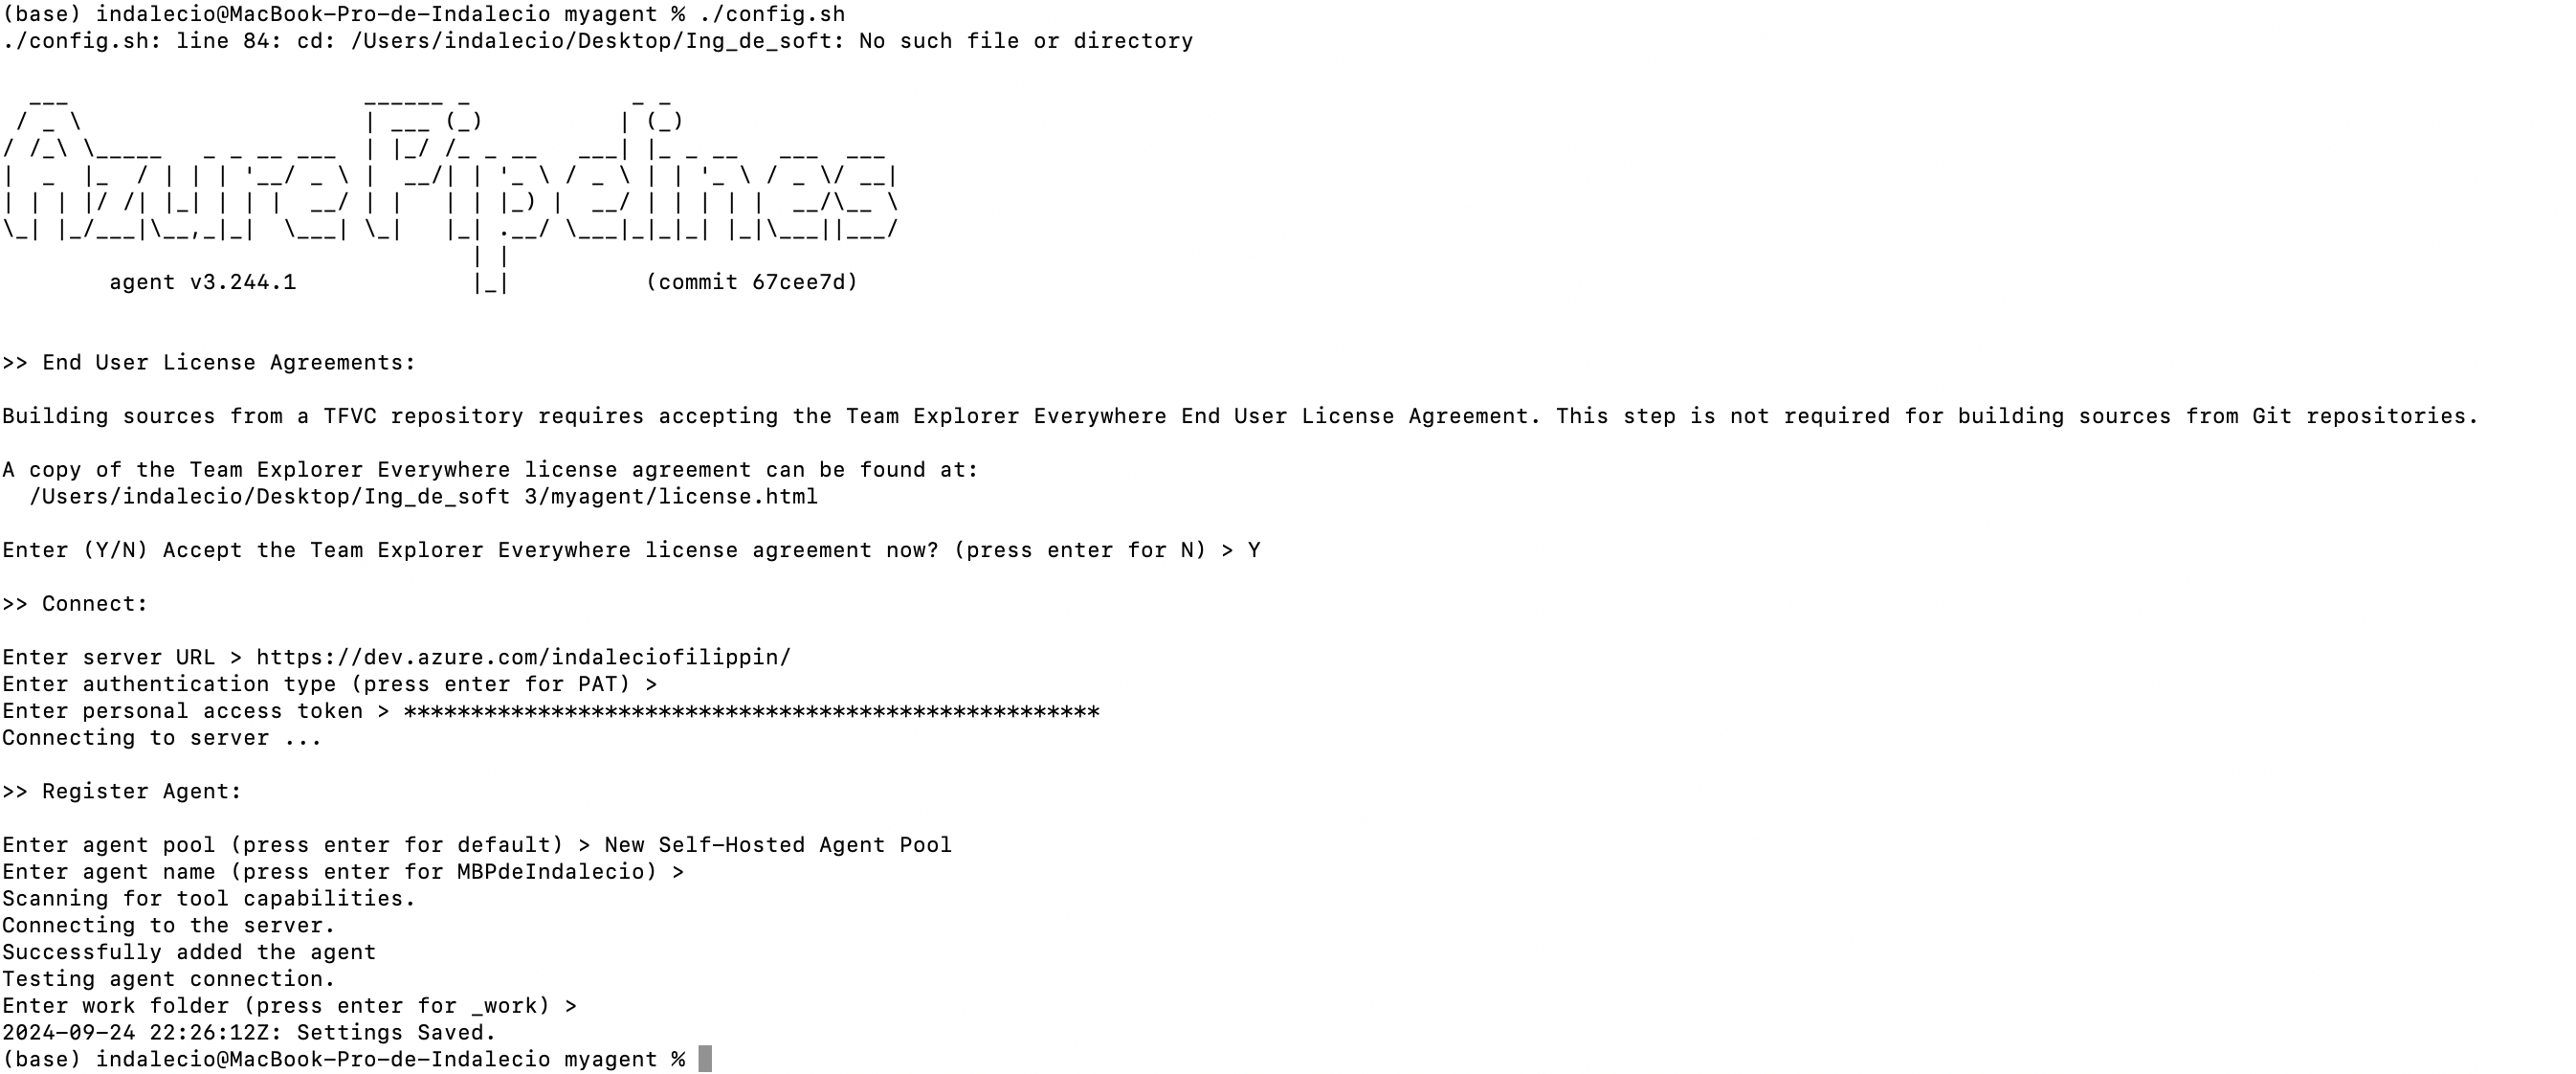 (base) indalecio@MacBook-Pro-de-Indalecio myagent % ./config.sh
./config.sh: line 84: cd: /Users/indalecio/Desktop/Ing_de_soft: No such file or directory
  ___                      ______ _            _ _
 / _ \                     | ___ (_)          | (_)
/ /_\ \_____   _ _ __ ___  | |_/ /_ _ __   ___| |_ _ __   ___  ___
|  _  |_  / | | | '__/ _ \ |  __/| | '_ \ / _ \ | | '_ \ / _ \/ __|
| | | |/ /| |_| | | |  __/ | |   | | |_) |  __/ | | | | |  __/\__ \
\_| |_/___|\__,_|_|  \___| \_|   |_| .__/ \___|_|_|_| |_|\___||___/
                                   | |
        agent v3.244.1             |_|          (commit 67cee7d)
>> End User License Agreements:
Building sources from a TFVC repository requires accepting the Team Explorer Everywhere End User License Agreement. This step is not required for building sources from Git repositories.
A copy of the Team Explorer Everywhere license agreement can be found at:
  /Users/indalecio/Desktop/Ing_de_soft 3/myagent/license.html
Enter (Y/N) Accept the Team Explorer Everywhere license agreement now? (press enter for N) > Y
>> Connect:
Enter server URL > https://dev.azure.com/indaleciofilippin/
Enter authentication type (press enter for PAT) >
Enter personal access token > ****************************************************
Connecting to server ...
>> Register Agent:
Enter agent pool (press enter for default) > New Self-Hosted Agent Pool
Enter agent name (press enter for MBPdeIndalecio) >
Scanning for tool capabilities.
Connecting to the server.
Successfully added the agent
Testing agent connection.
Enter work folder (press enter for _work) >
2024-09-24 22:26:12Z: Settings Saved.
(base) indalecio@MacBook-Pro-de-Indalecio myagent %